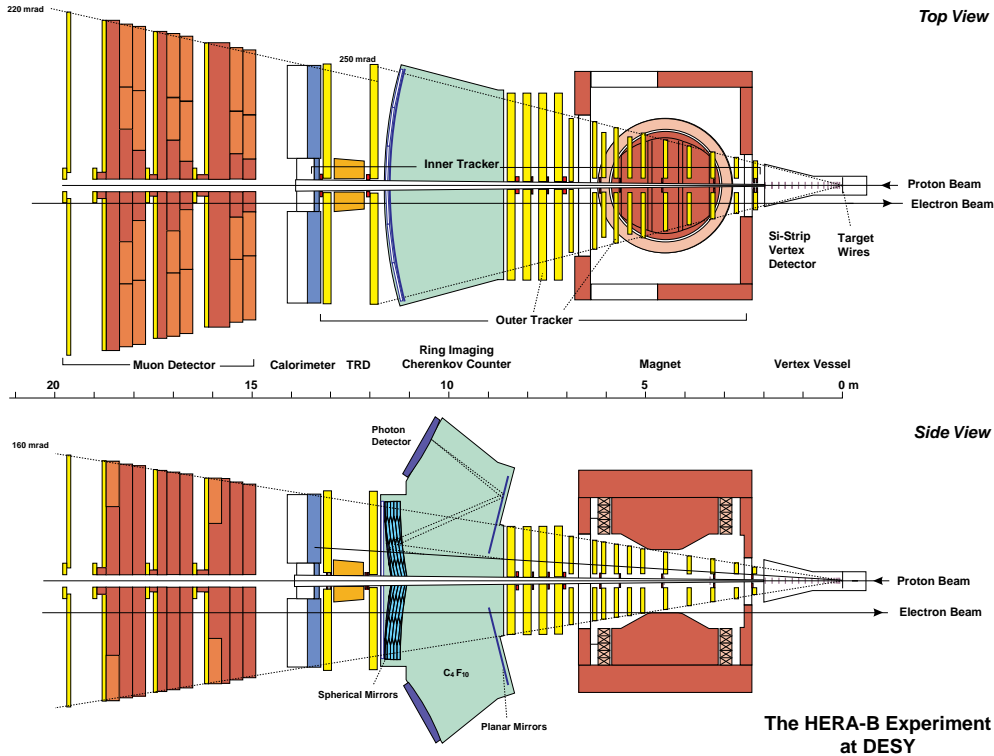 Top View
220 mrad
250 mrad
Inner Tracker
Proton Beam
Electron Beam
Si-Strip
Vertex
Detector
Target
Wires
Outer Tracker
Muon Detector
Calorimeter
TRD
Ring Imaging
Cherenkov Counter
Magnet
Vertex Vessel
20
15
10
5
0 m
Side View
160 mrad
Photon
Detector
Proton Beam
Electron Beam
C4 F10
Spherical Mirrors
Planar Mirrors
The HERA-B Experiment
at DESY